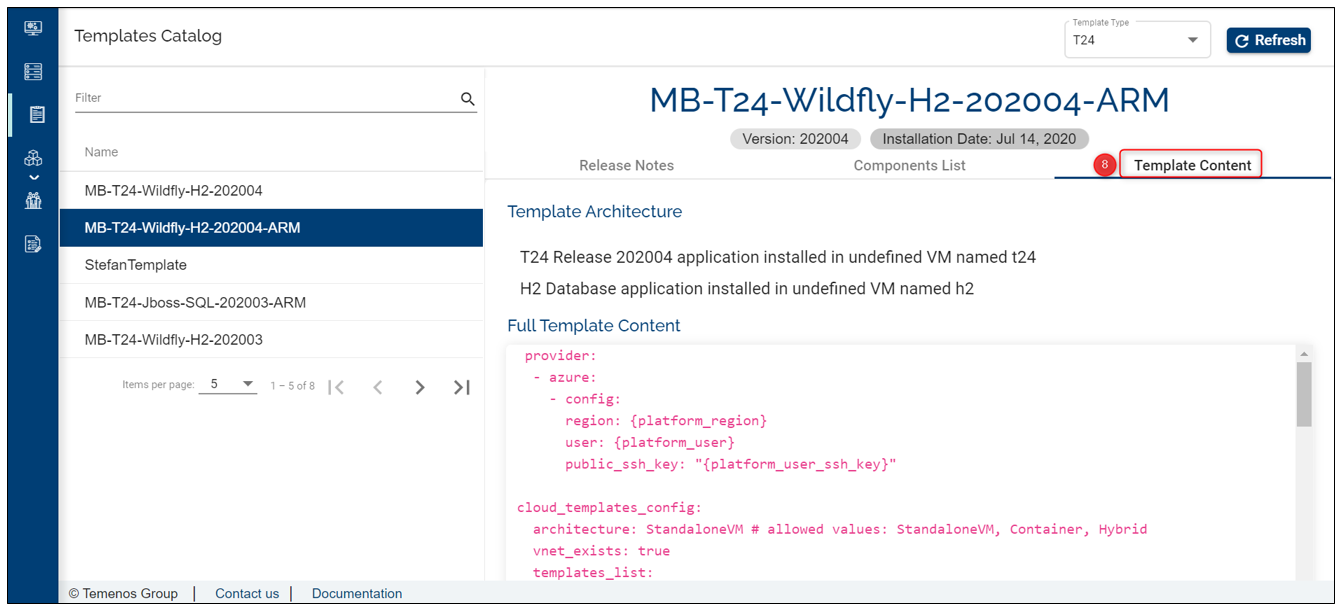 Templates Catalog
Template Type
T24
Refresh
Filter
Name
MB-T24-Wildfly-H2-202004
MB-T24-Wildfly-H2-202004-ARM
StefanTemplate
MB-T24-Jboss-SQL-202003-ARM
MB-T24-Wildfly-H2-202003
Items per page: 5 1 – 5 of 8
MB-T24-Wildfly-H2-202004-ARM
Version: 202004 Installation Date: Jul 14, 2020
Release Notes Components List 8 Template Content
Template Architecture
T24 Release 202004 application installed in undefined VM named t24
H2 Database application installed in undefined VM named h2
Full Template Content
provider:
- azure:
- config:
region: {platform_region}
user: {platform_user}
public_ssh_key: "{platform_user_ssh_key}"
cloud_templates_config:
architecture: StandaloneVM # allowed values: StandaloneVM, Container, Hybrid
vnet_exists: true
templates_list:
© Temenos Group | Contact us | Documentation